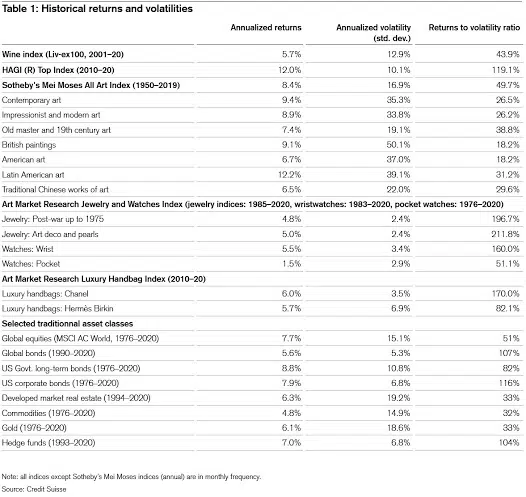 Table 1: Historical returns and volatilities
Annualized returns Annualized volatility (std. dev.) Returns to volatility ratio
Wine index (Liv-ex100, 2001–20) 5.7% 12.9% 43.9%
HAGI (R) Top Index (2010–20) 12.0% 10.1% 119.1%
Sotheby's Mei Moses All Art Index (1950–2019) 8.4% 16.9% 49.7%
Contemporary art 9.4% 35.3% 26.5%
Impressionist and modern art 8.9% 33.8% 26.2%
Old master and 19th century art 7.4% 19.1% 38.8%
British paintings 9.1% 50.1% 18.2%
American art 6.7% 37.0% 18.2%
Latin American art 12.2% 39.1% 31.2%
Traditional Chinese works of art 6.5% 22.0% 29.6%
Art Market Research Jewelry and Watches Index (jewelry indices: 1985–2020, wristwatches: 1983–2020, pocket watches: 1976–2020)
Jewelry: Post-war up to 1975 4.8% 2.4% 196.7%
Jewelry: Art deco and pearls 5.0% 2.4% 211.8%
Watches: Wrist 5.5% 3.4% 160.0%
Watches: Pocket 1.5% 2.9% 51.1%
Art Market Research Luxury Handbag Index (2010–20)
Luxury handbags: Chanel 6.0% 3.5% 170.0%
Luxury handbags: Hermès Birkin 5.7% 6.9% 82.1%
Selected traditionnal asset classes
Global equities (MSCI AC World, 1976–2020) 7.7% 15.1% 51%
Global bonds (1990–2020) 5.6% 5.3% 107%
US Govt. long-term bonds (1976–2020) 8.8% 10.8% 82%
US corporate bonds (1976–2020) 7.9% 6.8% 116%
Developed market real estate (1994–2020) 6.3% 19.2% 33%
Commodities (1976–2020) 4.8% 14.9% 32%
Gold (1976–2020) 6.1% 18.6% 33%
Hedge funds (1993–2020) 7.0% 6.8% 104%
Note: all indices except Sotheby's Mei Moses indices (annual) are in monthly frequency.
Source: Credit Suisse